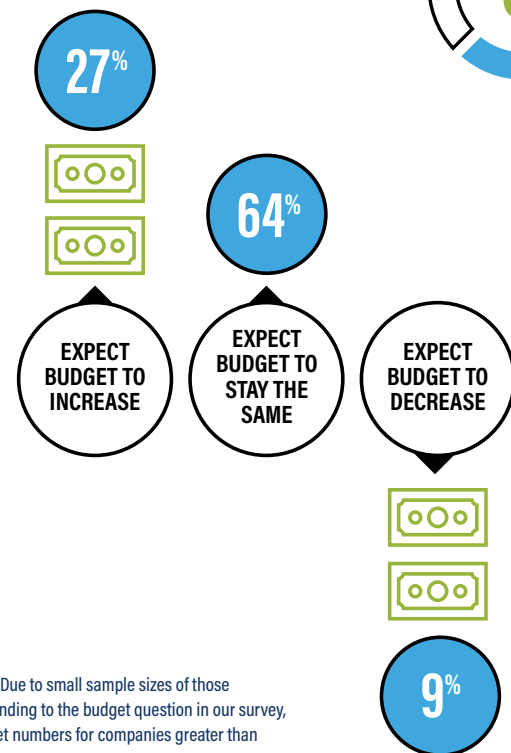 27%
64%
EXPECT
BUDGET TO
INCREASE
EXPECT
BUDGET TO
STAY THE
SAME
EXPECT
BUDGET TO
DECREASE
9%
Due to small sample sizes of those
nding to the budget question in our survey,
et numbers for companies greater than